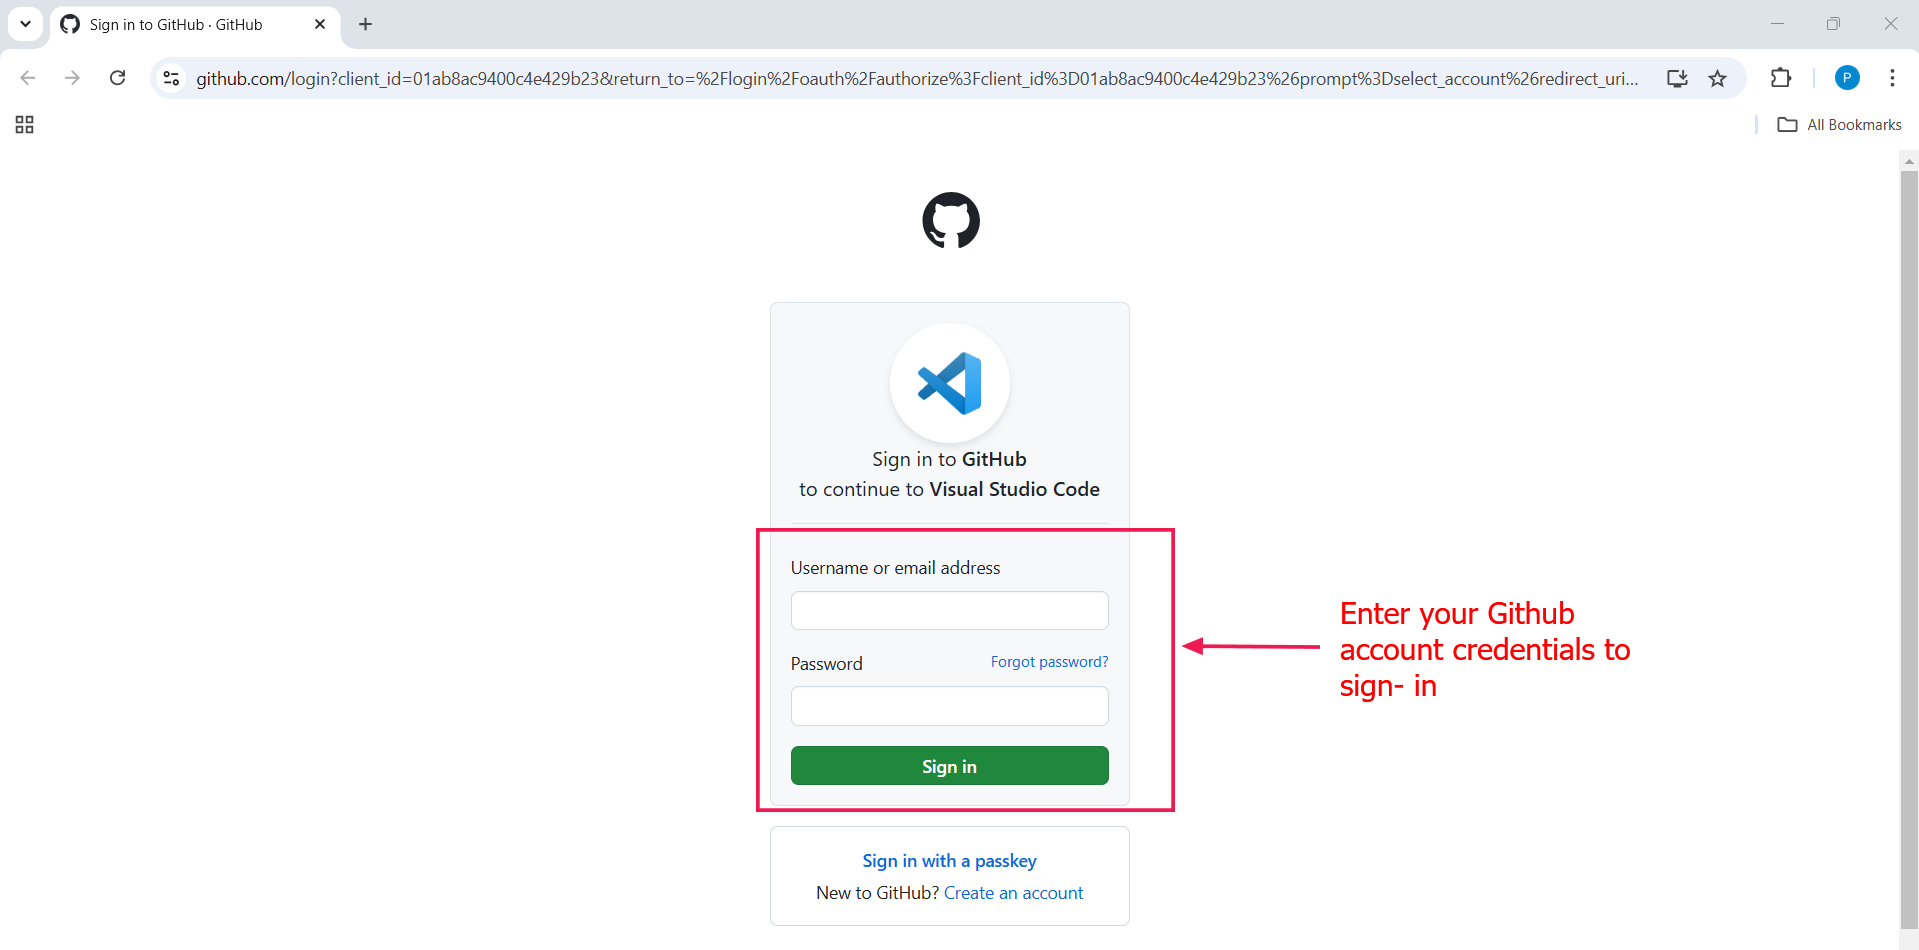 Sign in to GitHub · GitHub
github.com/login?client_id=01ab8ac9400c4e429b23&return_to=%2Flogin%2Foauth%2Fauthorize%3Fclient_id%3D01ab8ac9400c4e429b23%26prompt%3Dselect_account%26redirect_uri...
P
All Bookmarks
Sign in to GitHub
to continue to Visual Studio Code
Username or email address
Password
Forgot password?
Sign in
Enter your Github
account credentials to
sign- in
Sign in with a passkey
New to GitHub? Create an account